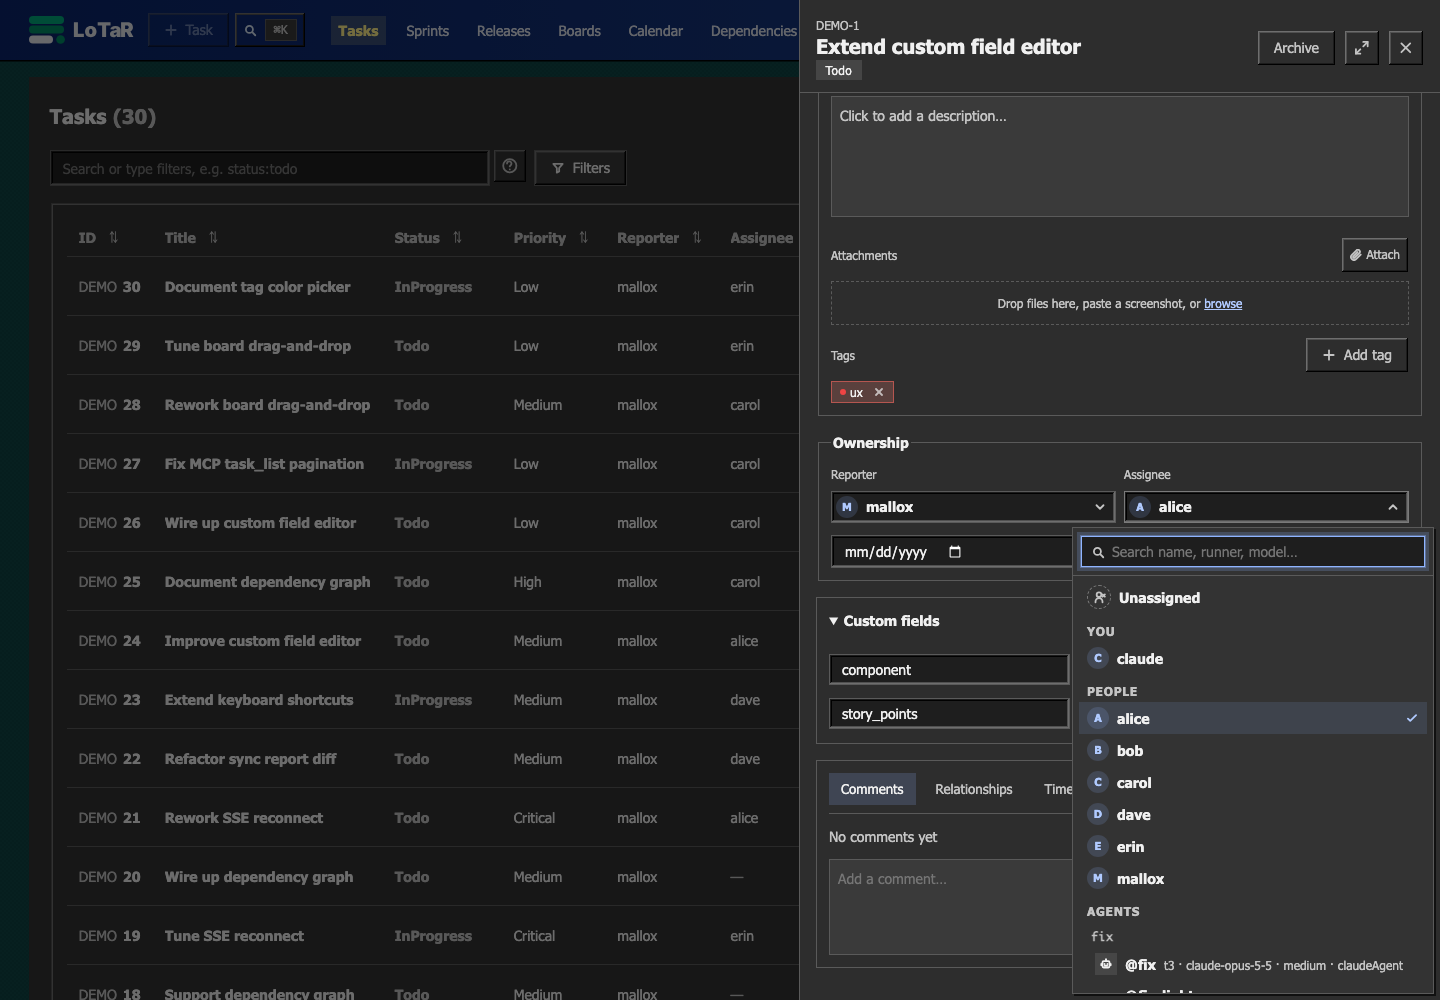 LoTaR
+ Task
⌘K
Tasks
Sprints
Releases
Boards
Calendar
Dependencies
Tasks (30)
Search or type filters, e.g. status:todo
Filters
ID Title Status Priority Reporter Assignee
DEMO 30 Document tag color picker InProgress Low mallox erin
DEMO 29 Tune board drag-and-drop Todo Low mallox erin
DEMO 28 Rework board drag-and-drop Todo Medium mallox carol
DEMO 27 Fix MCP task_list pagination InProgress Low mallox carol
DEMO 26 Wire up custom field editor Todo Low mallox carol
DEMO 25 Document dependency graph Todo High mallox carol
DEMO 24 Improve custom field editor Todo Medium mallox alice
DEMO 23 Extend keyboard shortcuts InProgress Medium mallox dave
DEMO 22 Refactor sync report diff Todo Medium mallox dave
DEMO 21 Rework SSE reconnect Todo Critical mallox alice
DEMO 20 Wire up dependency graph Todo Medium mallox —
DEMO 19 Tune SSE reconnect InProgress Critical mallox erin
DEMO 18 Support dependency graph Todo Medium mallox —
DEMO-1
Extend custom field editor
Todo
Archive
Click to add a description...
Attachments
Attach
Drop files here, paste a screenshot, or browse
Tags
+ Add tag
ux ×
Ownership
Reporter Assignee
M mallox
A alice
mm/dd/yyyy
Custom fields
component
story_points
Comments Relationships Time
No comments yet
Add a comment...
Search name, runner, model...
Unassigned
YOU
C claude
PEOPLE
A alice
B bob
C carol
D dave
E erin
M mallox
AGENTS
fix
@fix t3 · claude-opus-5-5 · medium · claudeAgent